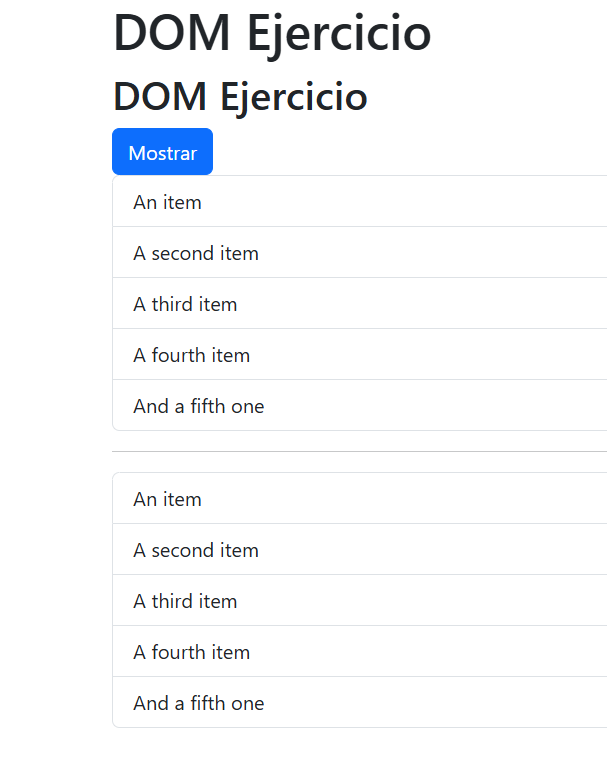 DOM Ejercicio
DOM Ejercicio
Mostrar
An item
A second item
A third item
A fourth item
And a fifth one
An item
A second item
A third item
A fourth item
And a fifth one